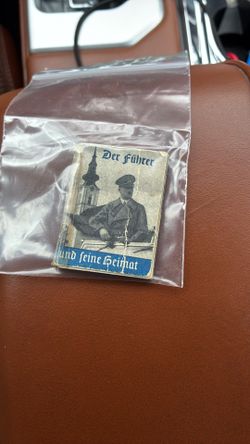 Der Führer
und seine Heimat